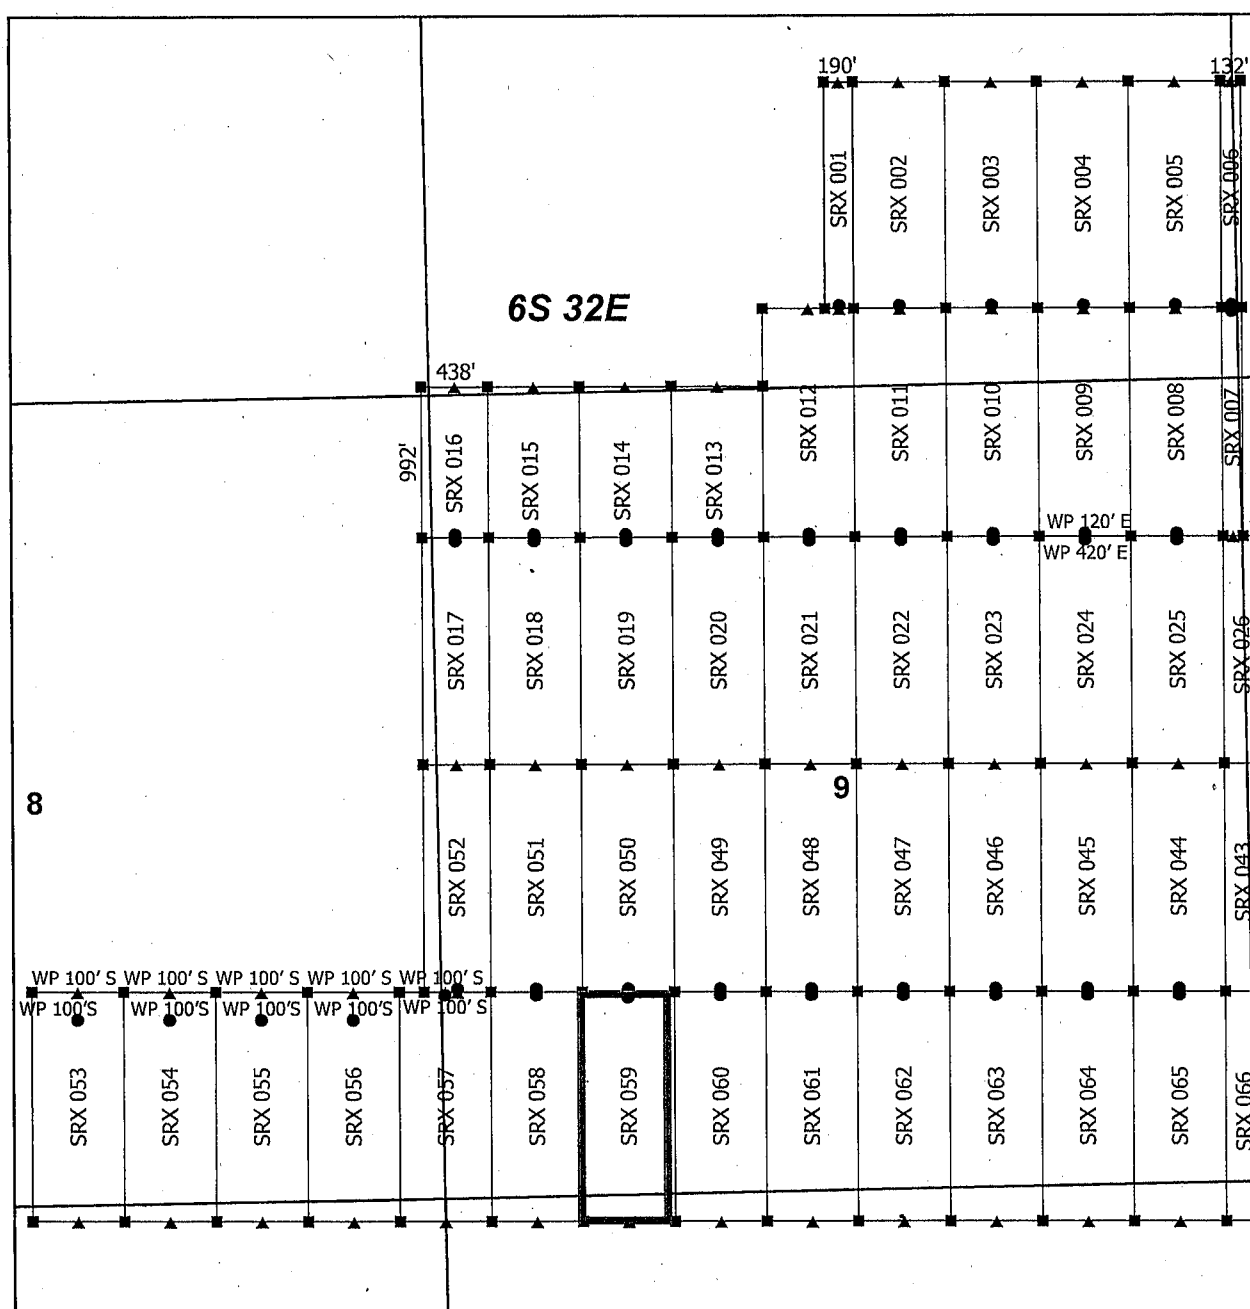 190' 132'
SRX 001 SRX 002 SRX 003 SRX 004 SRX 005 SRX 006
6S 32E
438'
992'
SRX 016 SRX 015 SRX 014 SRX 013 SRX 012 SRX 011 SRX 010 SRX 009 SRX 008 SRX 007
WP 120' E
WP 420' E
SRX 017 SRX 018 SRX 019 SRX 020 SRX 021 SRX 022 SRX 023 SRX 024 SRX 025 SRX 026
8 9
SRX 052 SRX 051 SRX 050 SRX 049 SRX 048 SRX 047 SRX 046 SRX 045 SRX 044 SRX 043
WP 100' S WP 100' S WP 100' S WP 100' S WP 100' S
WP 100'S WP 100'S WP 100'S WP 100'S WP 100' S
SRX 053 SRX 054 SRX 055 SRX 056 SRX 057 SRX 058 SRX 059 SRX 060 SRX 061 SRX 062 SRX 063 SRX 064 SRX 065 SRX 066